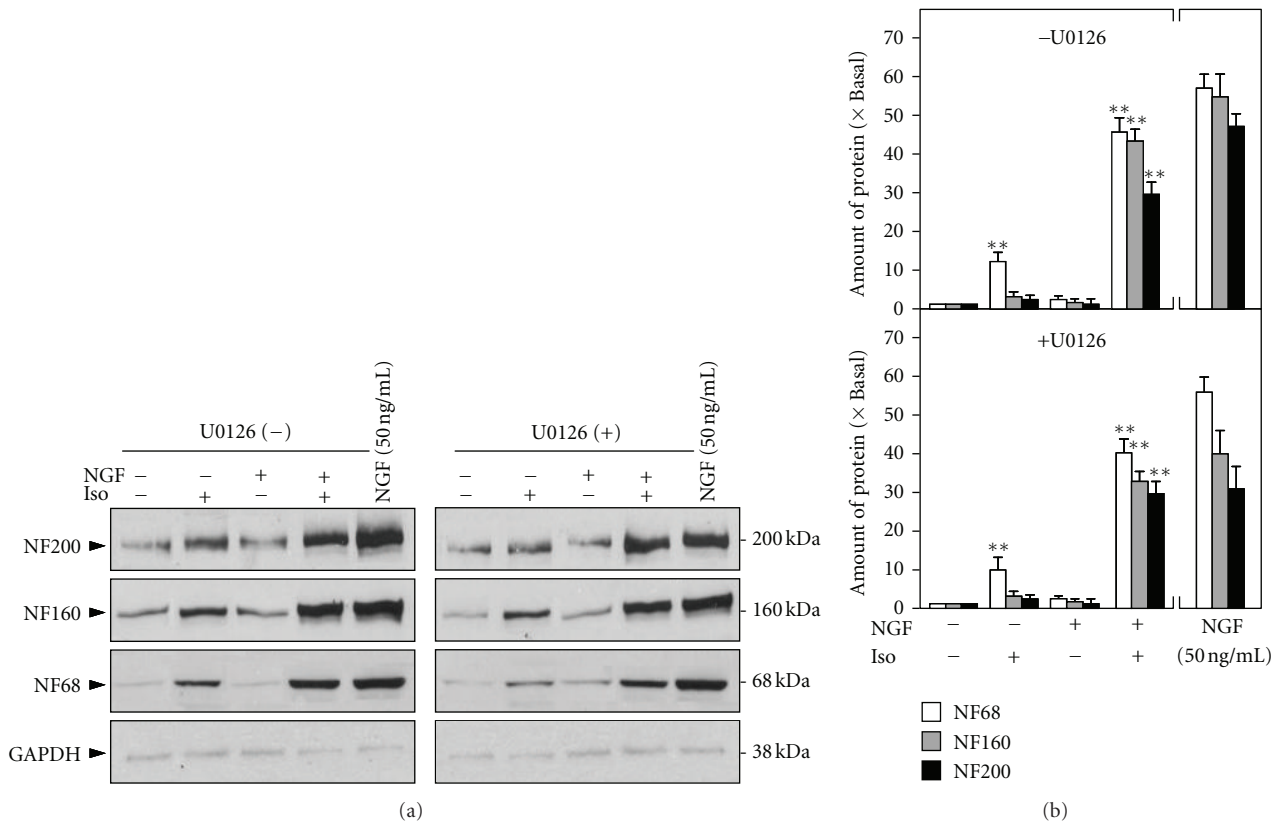 U0126 (−)
NGF (50 ng/mL)
U0126 (+)
NGF (50 ng/mL)
NGF − − + +
Iso − + − +
− − + +
− + − +
NF200
200 kDa
NF160
160 kDa
NF68
68 kDa
GAPDH
38 kDa
(a)
−U0126
Amount of protein (× Basal)
70
60
50
40
30
20
10
0
**
** ** **
+U0126
Amount of protein (× Basal)
70
60
50
40
30
20
10
0
**
** ** **
NGF − − + + NGF
Iso − + − + (50 ng/mL)
NF68
NF160
NF200
(b)